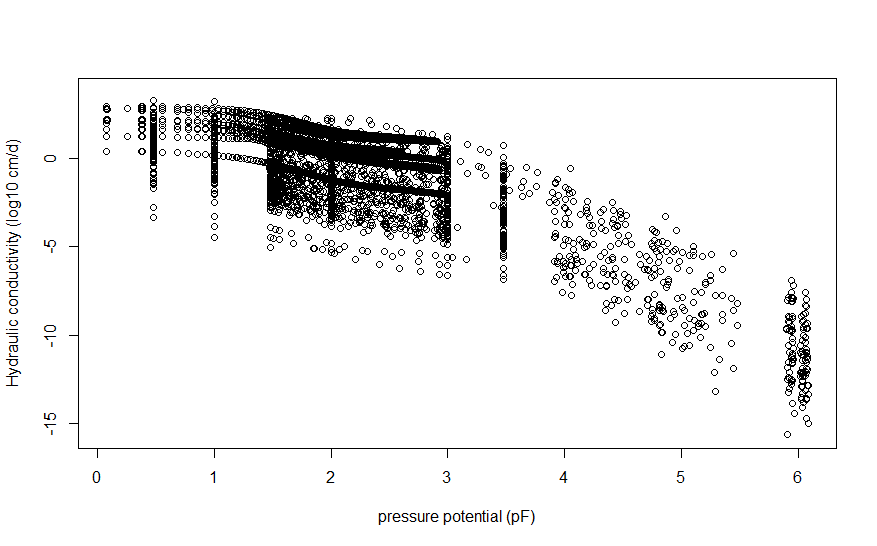 Hydraulic conductivity (log10 cm/d)
0
-5
-10
-15
0 1 2 3 4 5 6
pressure potential (pF)